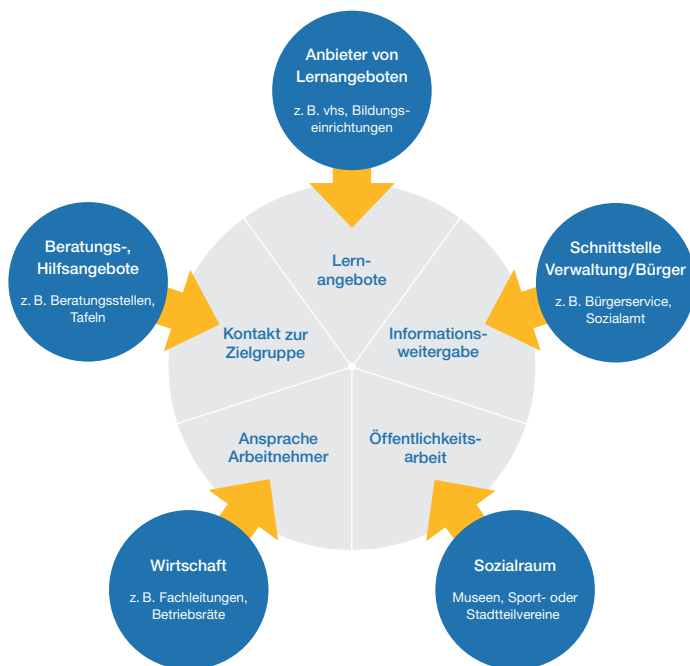 Anbieter von
Lernangeboten
z. B. vhs, Bildungs-
einrichtungen
Beratungs-,
Hilfsangebote
z. B. Beratungsstellen,
Tafeln
Schnittstelle
Verwaltung/Bürger
z. B. Bürgerservice,
Sozialamt
Lern-
angebote
Kontakt zur
Zielgruppe
Informations-
weitergabe
Ansprache
Arbeitnehmer
Öffentlichkeits-
arbeit
Wirtschaft
z. B. Fachleitungen,
Betriebsräte
Sozialraum
Museen, Sport- oder
Stadtteilvereine